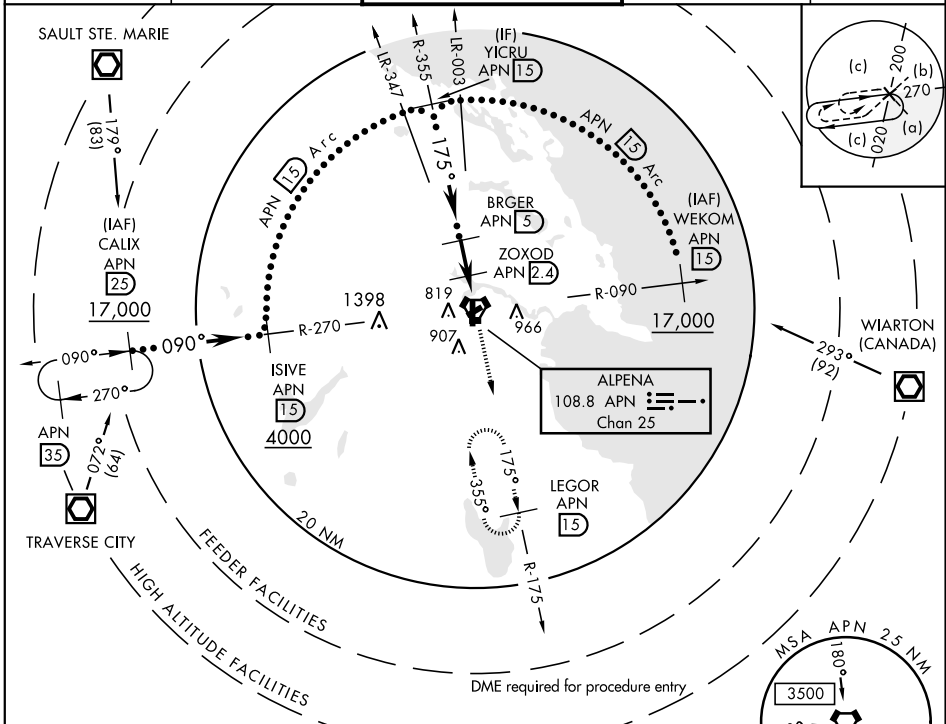 SAULT STE. MARIE
179°
(83)
(IAF)
CALIX
APN
25
17,000
090°
090°
270°
APN
35
072°
(64)
TRAVERSE CITY
ISIVE
APN
15
4000
R-270
1398
APN 15 Arc
LR-347
R-355
LR-003
(IF)
YICRU
APN 15
175°
APN 15 Arc
BRGER
APN 5
ZOXOD
APN 2.4
(IAF)
WEKOM
APN
15
R-090
17,000
819
907
966
ALPENA
108.8 APN
Chan 25
WIARTON
(CANADA)
293°
(92)
175°
355°
LEGOR
APN
15
R-175
20 NM
FEEDER FACILITIES
HIGH ALTITUDE FACILITIES
DME required for procedure entry
(c)
200
(b)
270
(a)
(c)
020
MSA APN 25 NM
180°
3500